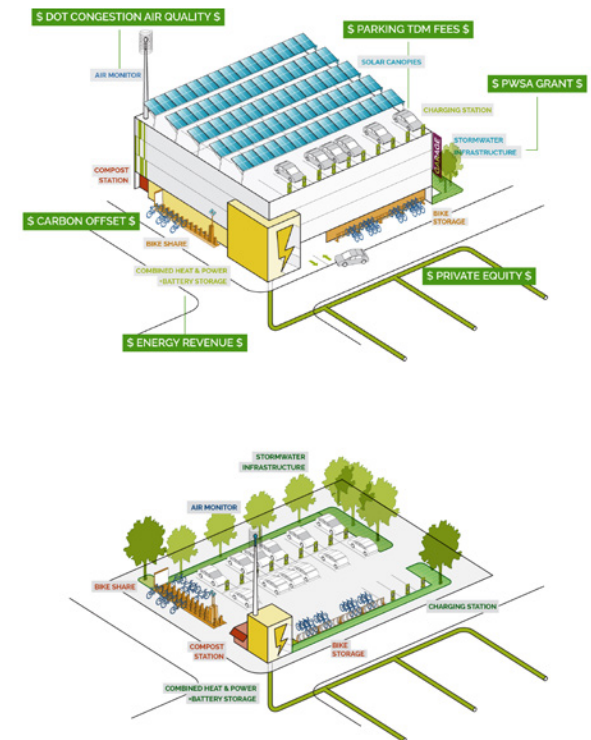 $ DOT CONGESTION AIR QUALITY $
$ PARKING TDM FEES $
SOLAR CANOPIES
AIR MONITOR
$ PWSA GRANT $
CHARGING STATION
STORMWATER
INFRASTRUCTURE
GARAGE
COMPOST
STATION
BIKE
STORAGE
$ CARBON OFFSET $
BIKE SHARE
COMBINED HEAT & POWER
+BATTERY STORAGE
$ PRIVATE EQUITY $
$ ENERGY REVENUE $
STORMWATER
INFRASTRUCTURE
AIR MONITOR
BIKE SHARE
CHARGING STATION
COMPOST
STATION
BIKE
STORAGE
COMBINED HEAT & POWER
+BATTERY STORAGE